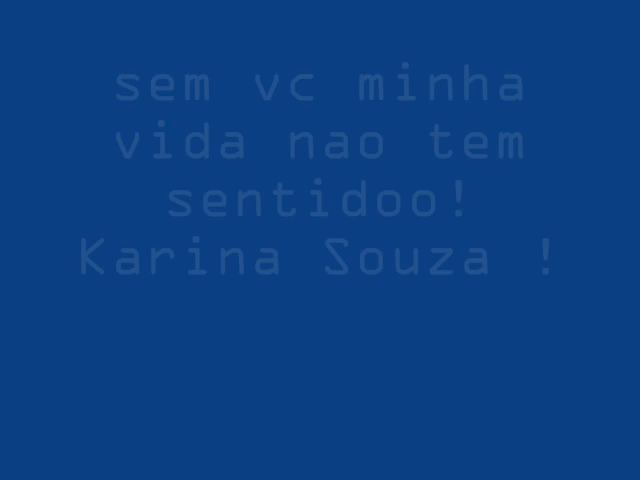 sem vc minha
vida nao tem
sentidoo!
Karina Souza !